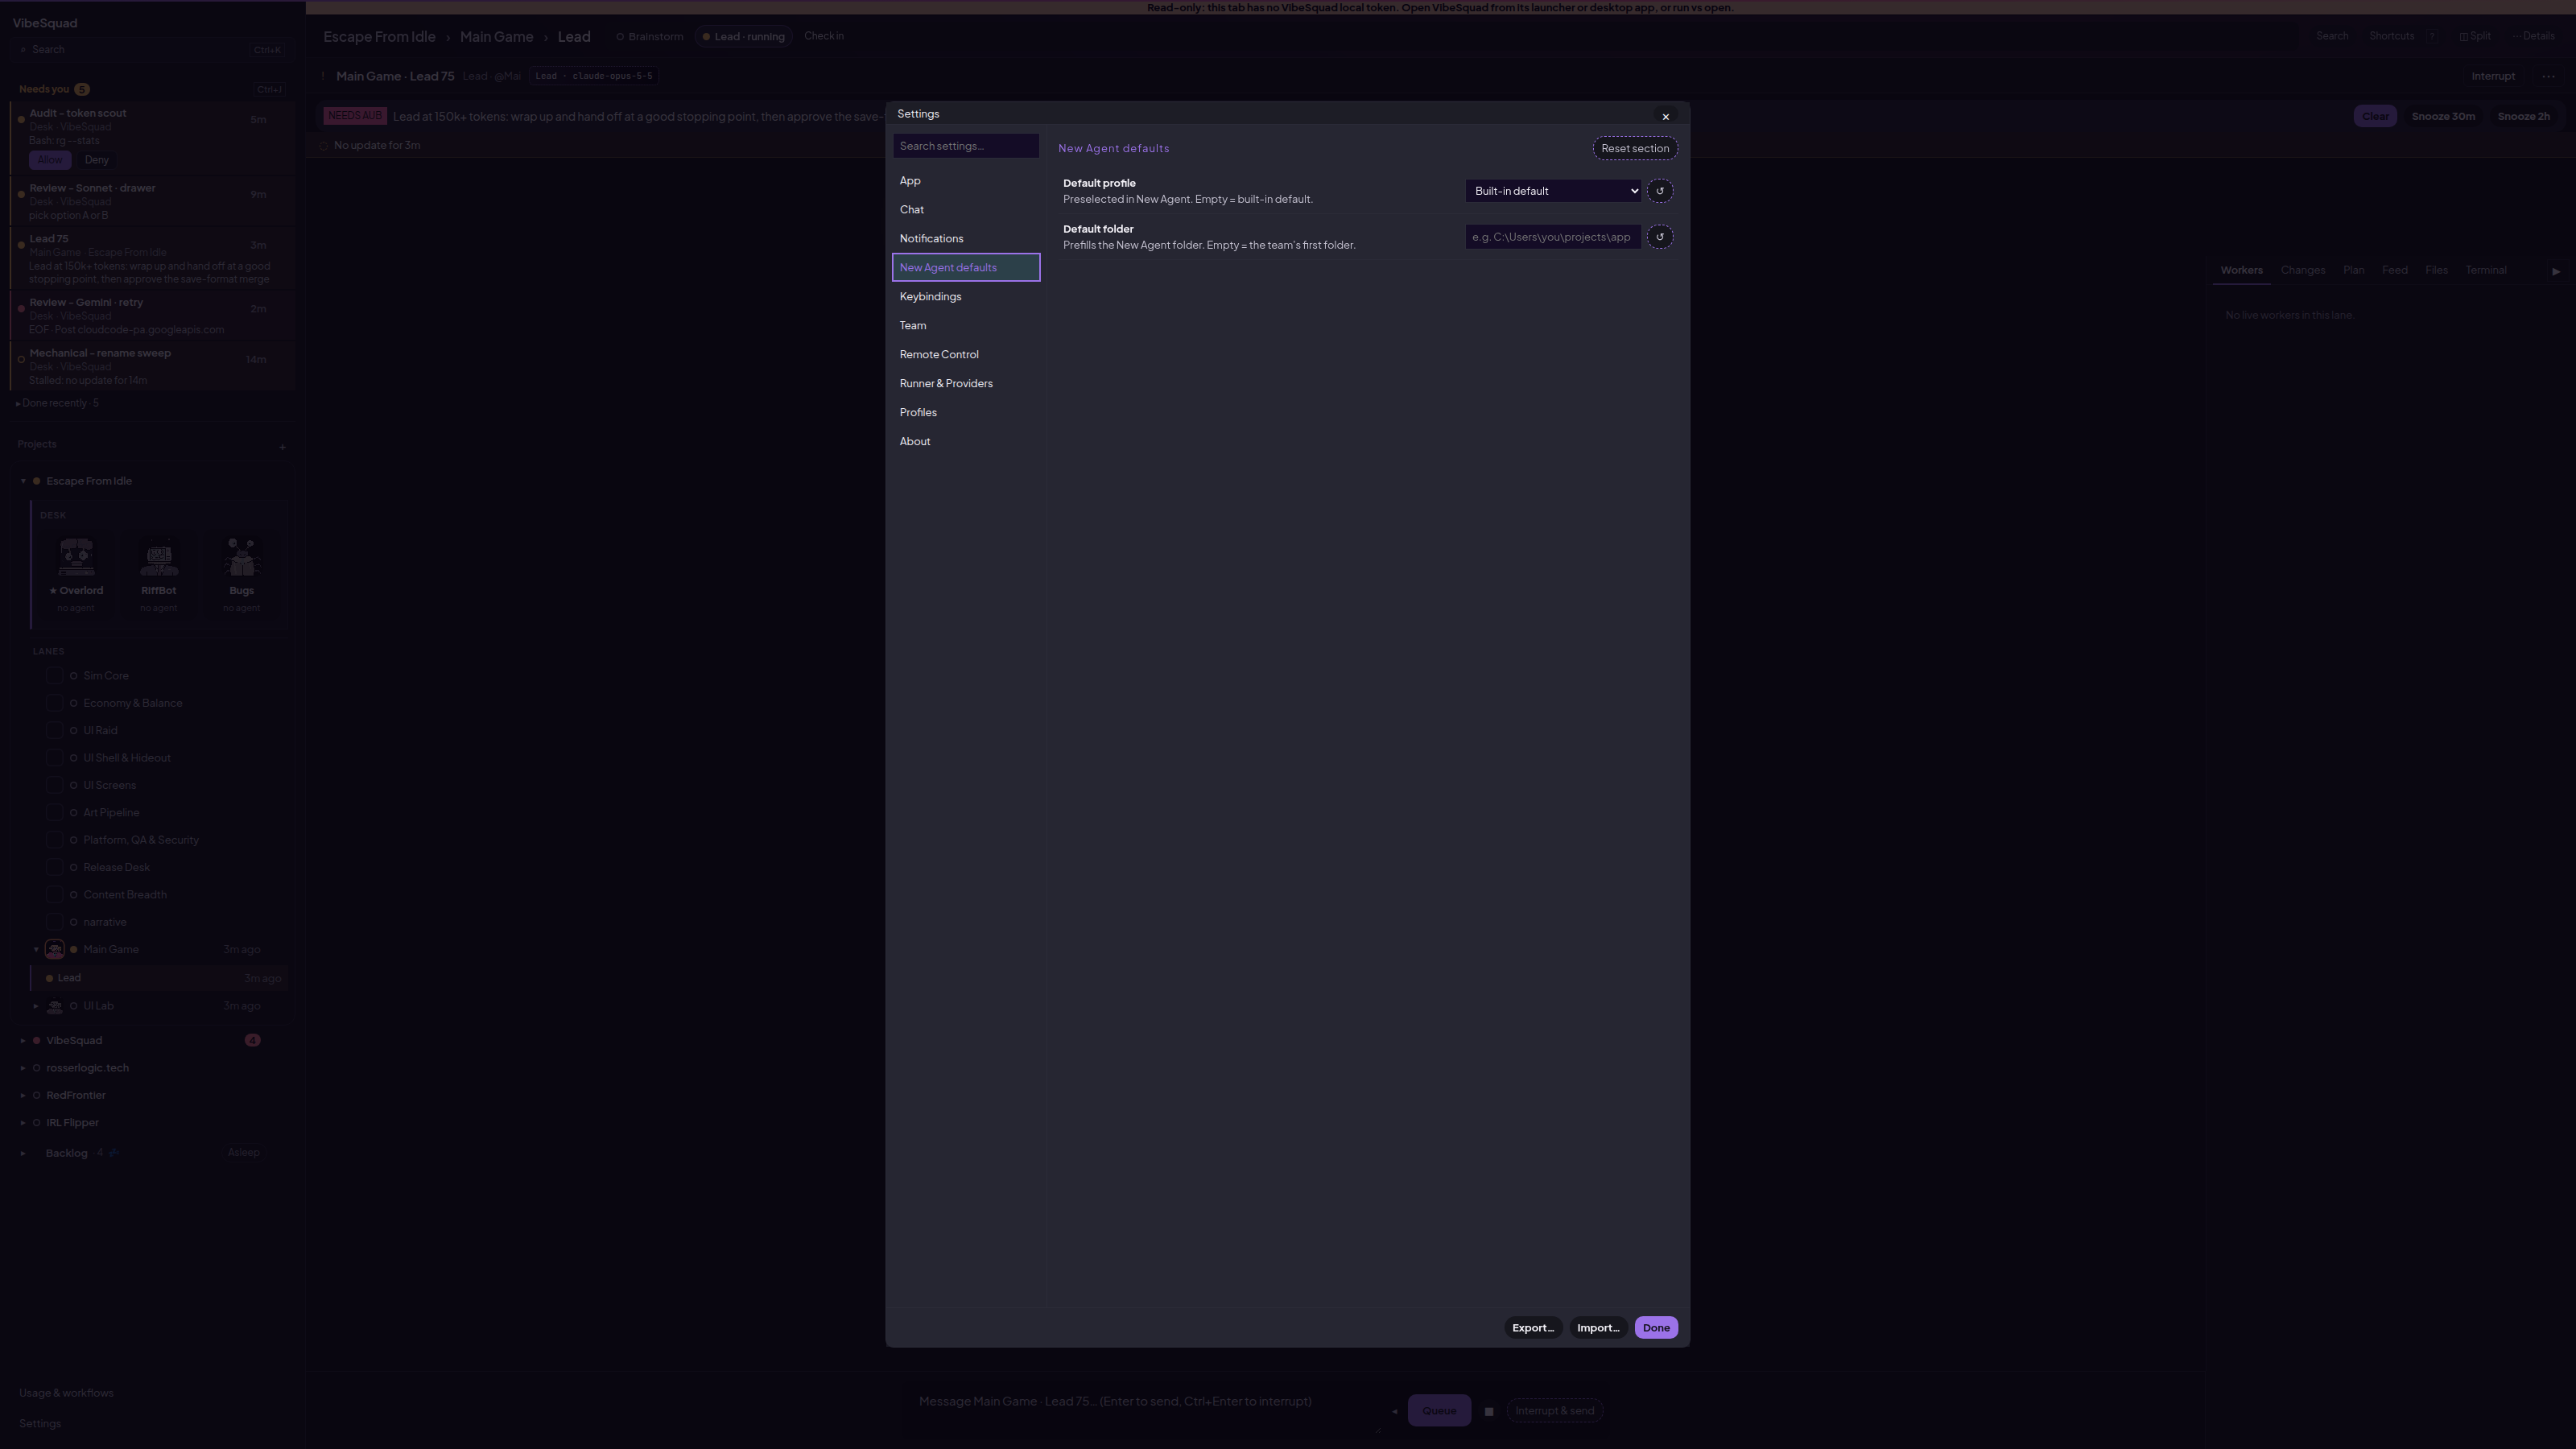 Read-only: this tab has no VibeSquad local token. Open VibeSquad from its launcher or desktop app, or run vs open.
VibeSquad
Search
Ctrl+K
Needs you 5
Ctrl+J
Audit - token scout
5m
Desk · VibeSquad
Bash: rg --stats
Allow
Deny
Review - Sonnet · drawer
9m
Desk · VibeSquad
pick option A or B
Lead 75
3m
Main Game · Escape From Idle
Lead at 150k+ tokens: wrap up and hand off at a good
stopping point, then approve the save-format merge
Review - Gemini · retry
2m
Desk · VibeSquad
EOF · Post cloudcode-pa.googleapis.com
Mechanical - rename sweep
14m
Desk · VibeSquad
Stalled: no update for 14m
Done recently · 5
Projects
+
Escape From Idle
DESK
★ Overlord
RiffBot
Bugs
no agent
no agent
no agent
LANES
Sim Core
Economy & Balance
UI Raid
UI Shell & Hideout
UI Screens
Art Pipeline
Platform, QA & Security
Release Desk
Content Breadth
narrative
Main Game
3m ago
Lead
3m ago
UI Lab
3m ago
VibeSquad
4
rosserlogic.tech
RedFrontier
IRL Flipper
Backlog · 4
Asleep
Usage & workflows
Settings
Escape From Idle › Main Game › Lead
Brainstorm
Lead · running
Check in
Search
Shortcuts ?
Split
··· Details
! Main Game · Lead 75 Lead · @Mal
Lead - claude-opus-5-5
Interrupt
···
NEEDS AUB
Lead at 150k+ tokens: wrap up and hand off at a good stopping point, then approve the save-
Clear
Snooze 30m
Snooze 2h
No update for 3m
Settings
×
Search settings...
App
Chat
Notifications
New Agent defaults
Keybindings
Team
Remote Control
Runner & Providers
Profiles
About
New Agent defaults
Reset section
Default profile
Preselected in New Agent. Empty = built-in default.
Built-in default
↺
Default folder
Prefills the New Agent folder. Empty = the team's first folder.
e.g. C:\Users\you\projects\app
↺
Export...
Import...
Done
Workers
Changes
Plan
Feed
Files
Terminal
No live workers in this lane.
Message Main Game · Lead 75... (Enter to send, Ctrl+Enter to interrupt)
Queue
Interrupt & send